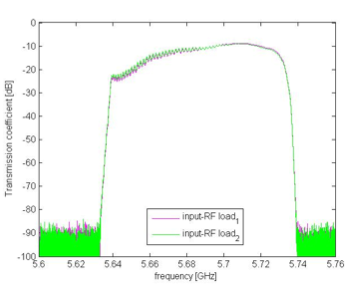 0
-10
-20
-30
-40
-50
-60
-70
-80
-90
-100
Transmission coefficient [dB]
input-RF load1
input-RF load2
5.6 5.62 5.64 5.66 5.68 5.7 5.72 5.74 5.76
frequency [GHz]